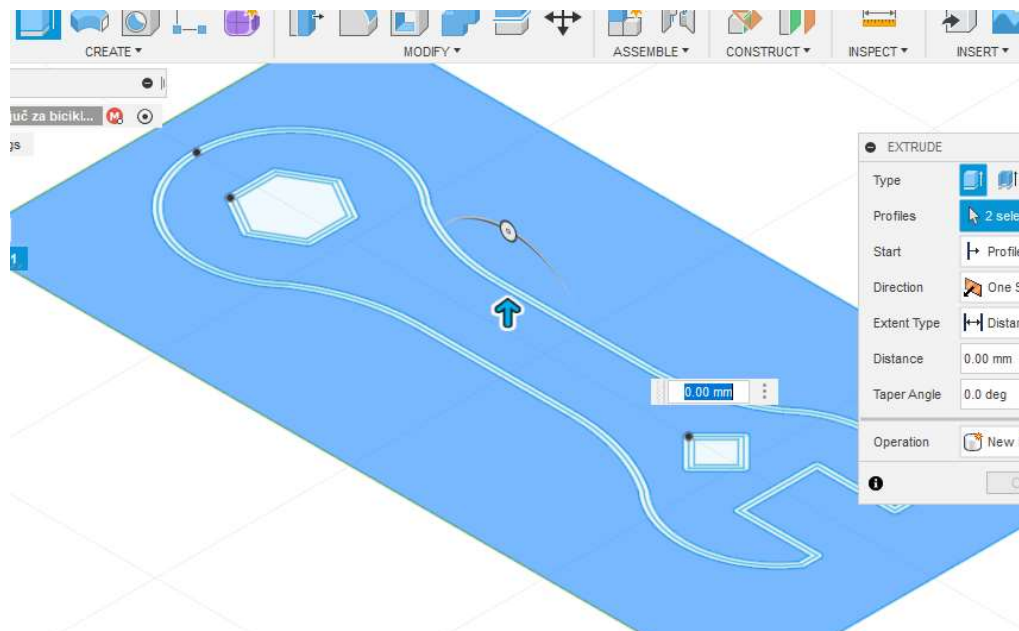 CREATE ▾ MODIFY ▾ ASSEMBLE ▾ CONSTRUCT ▾ INSPECT ▾ INSERT ▾
uč za bicikl...
gs
1
EXTRUDE
Type
Profiles 2 sele
Start Profile
Direction One S
Extent Type Distan
Distance 0.00 mm
Taper Angle 0.0 deg
Operation New
0.00 mm